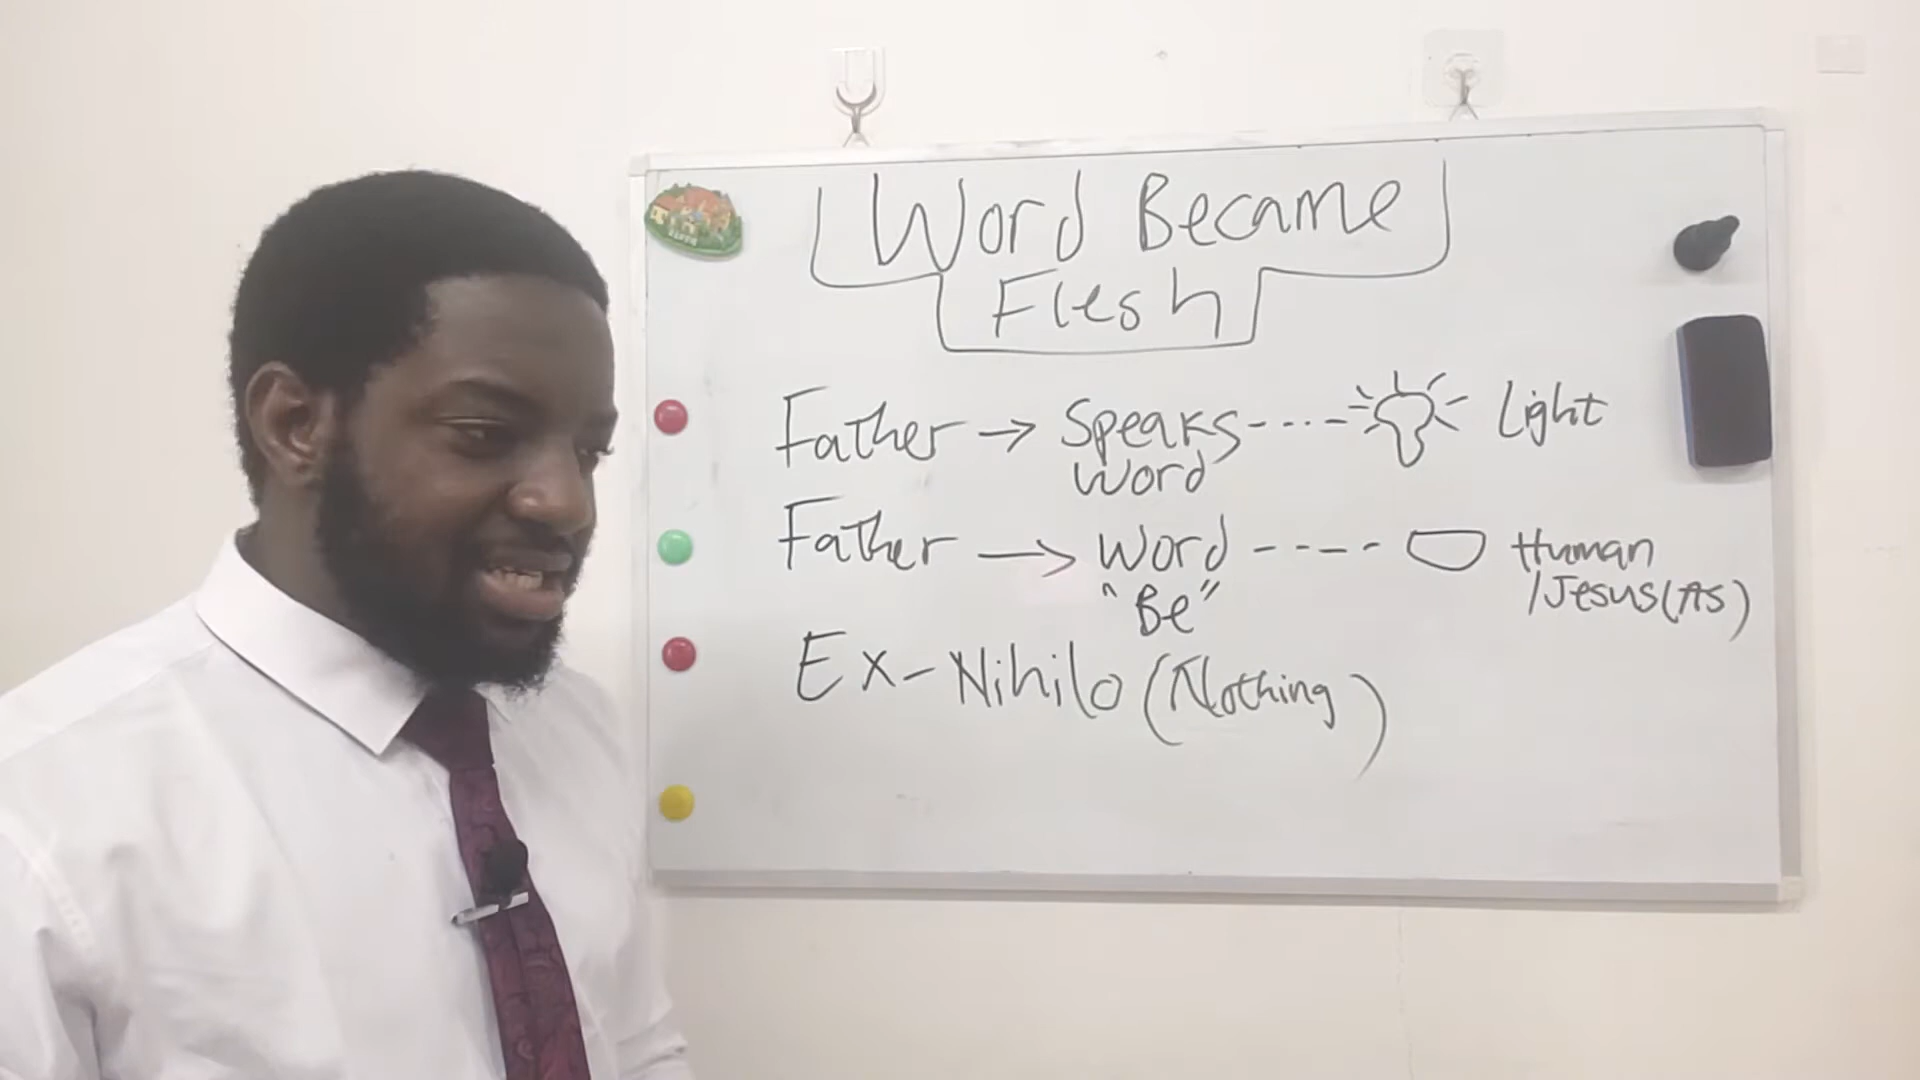 Word Became
Flesh
Father → Speaks ---- Light
Word
Father → Word ---- Human
"Be" /Jesus(As)
Ex-Nihilo (Nothing)